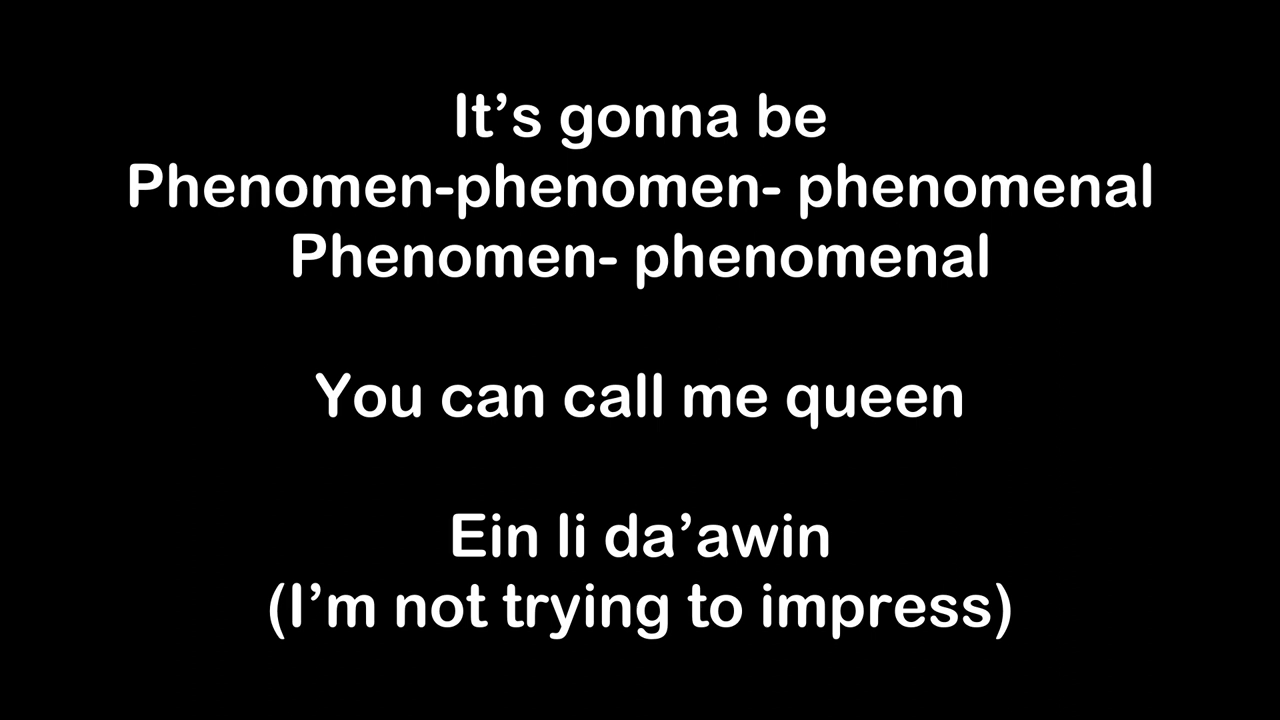 It’s gonna be
Phenomen-phenomen- phenomenal
Phenomen- phenomenal
You can call me queen
Ein li da’awin
(I’m not trying to impress)